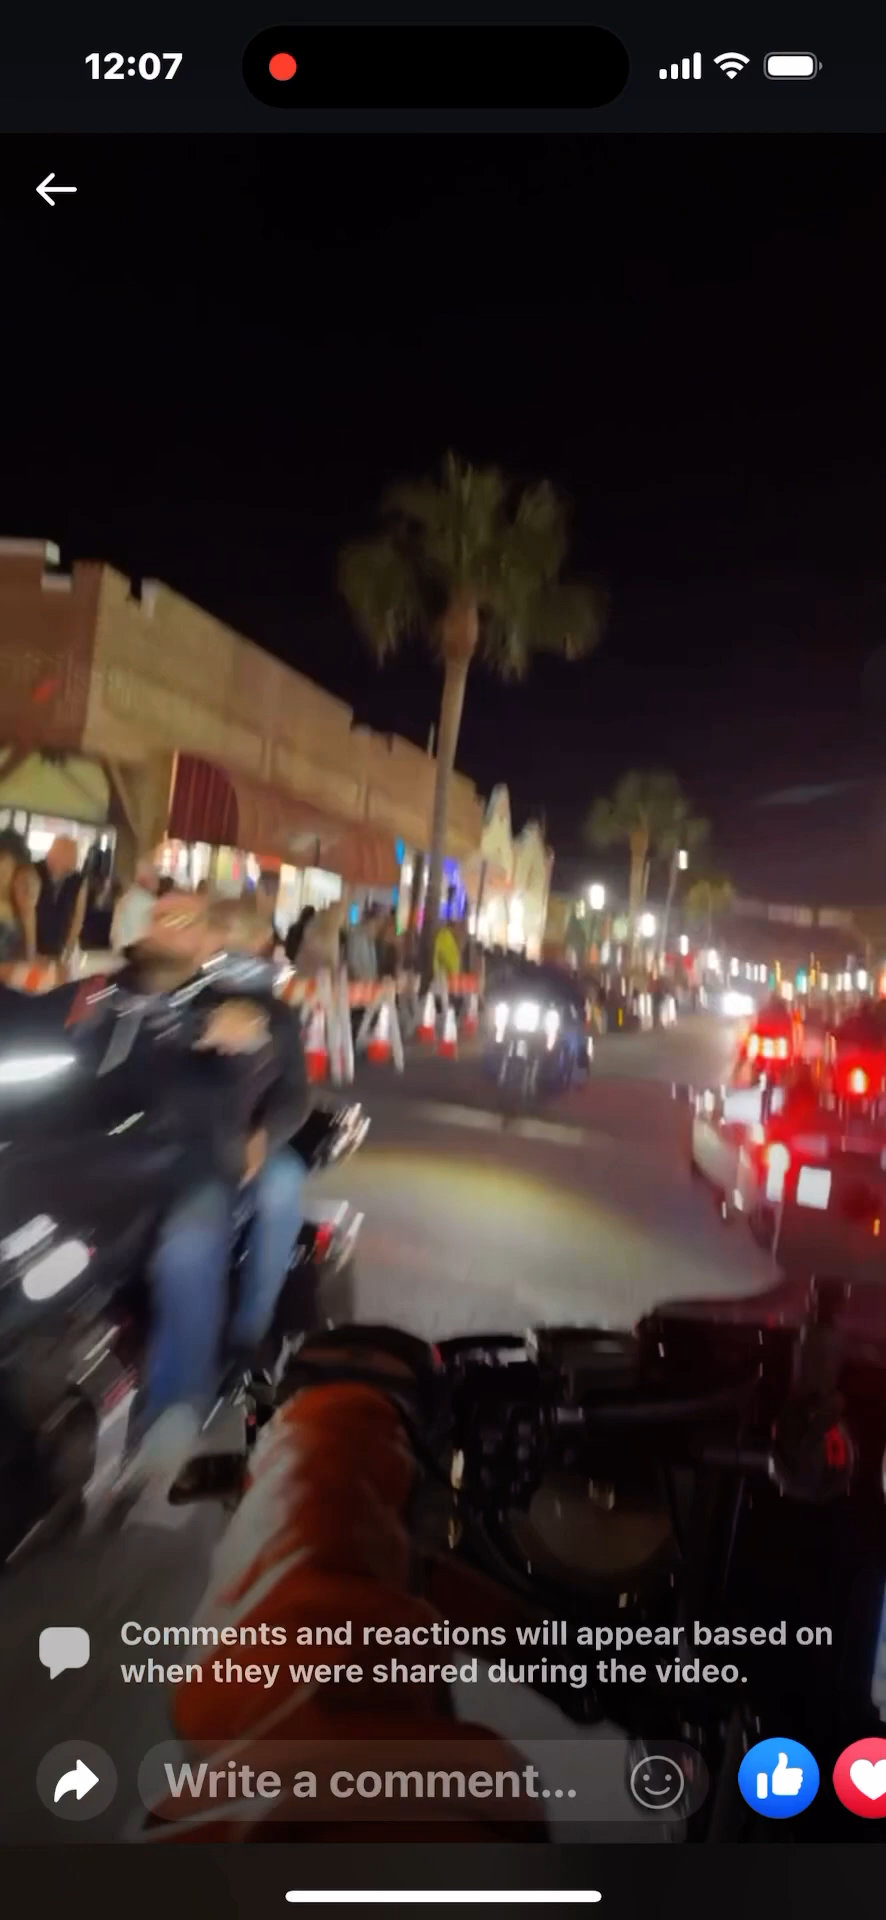 12:07
Comments and reactions will appear based on
when they were shared during the video.
Write a comment...